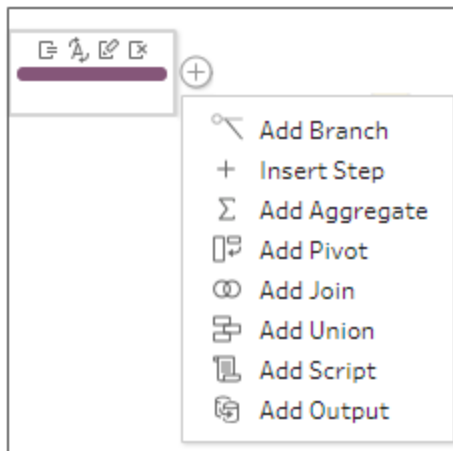 Add Branch
Insert Step
Add Aggregate
Add Pivot
Add Join
Add Union
Add Script
Add Output